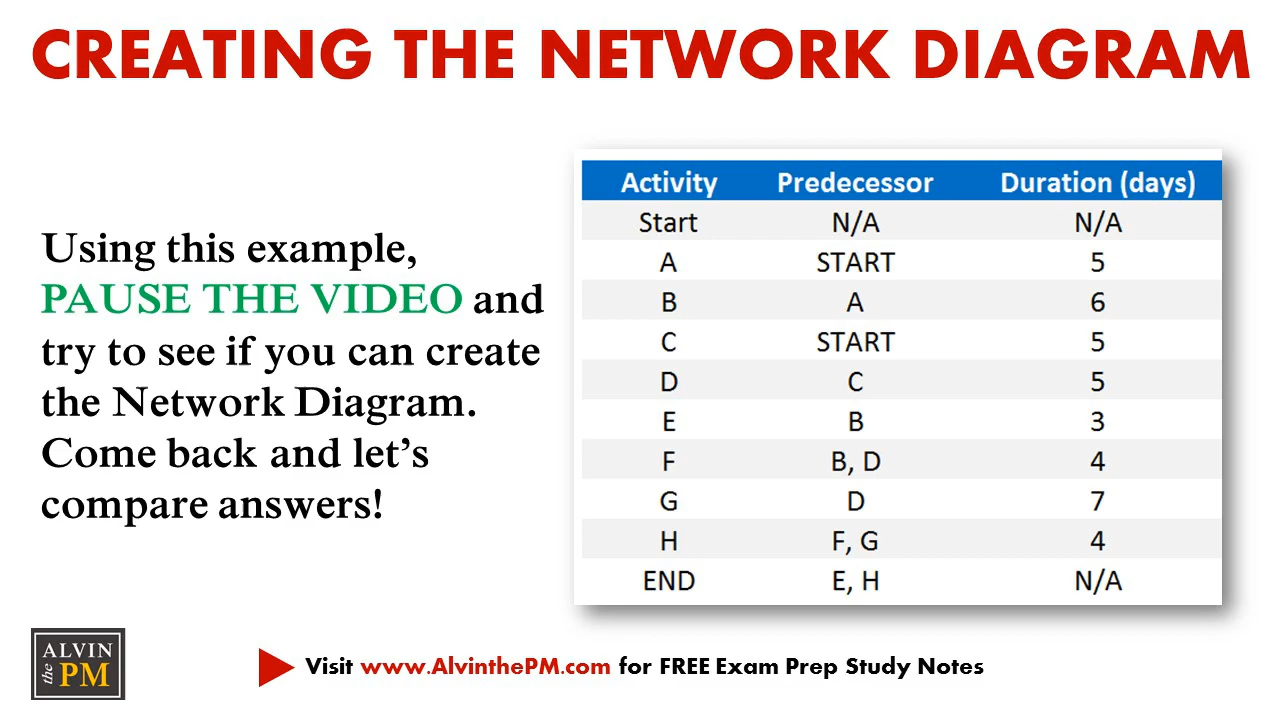 CREATING THE NETWORK DIAGRAM
Using this example,
PAUSE THE VIDEO and
try to see if you can create
the Network Diagram.
Come back and let’s
compare answers!
Activity Predecessor Duration (days)
Start N/A N/A
A START 5
B A 6
C START 5
D C 5
E B 3
F B, D 4
G D 7
H F, G 4
END E, H N/A
ALVIN
the PM
Visit www.AlvinthePM.com for FREE Exam Prep Study Notes